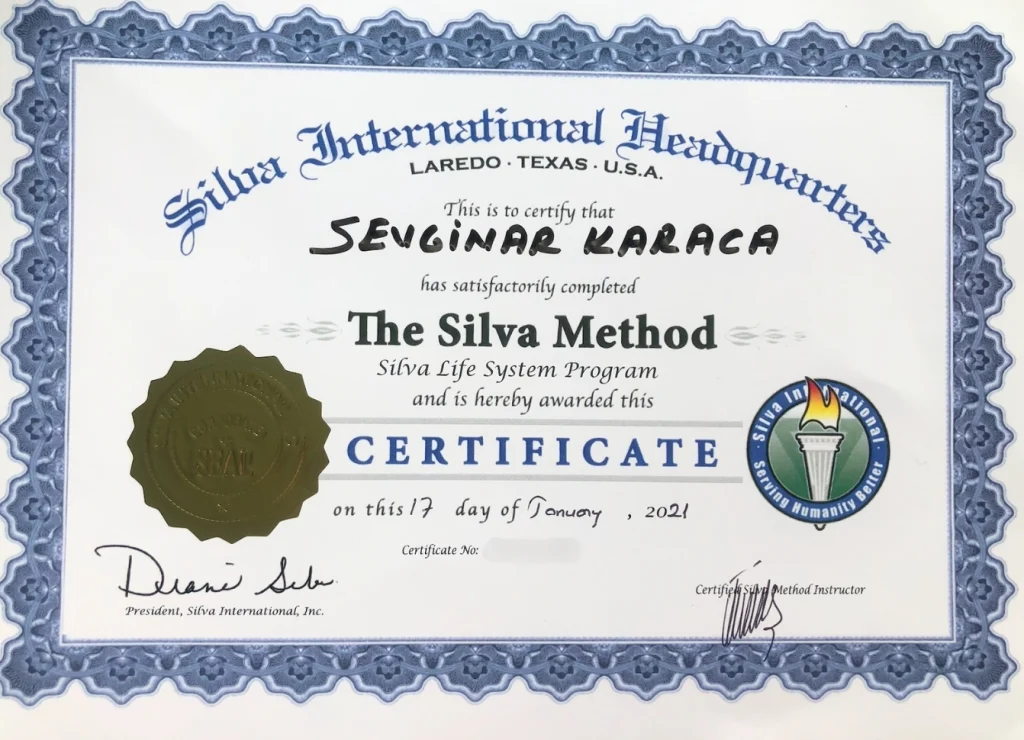 Silva International Headquarters
LAREDO · TEXAS · U.S.A.
This is to certify that
SEVGiNAR KARACA
has satisfactorily completed
The Silva Method
Silva Life System Program
and is hereby awarded this
CERTIFICATE
on this 17 day of January , 2021
Certificate No:
SEAL
Silva International
Serving Humanity Better
President, Silva International, Inc.
Certified Silva Method Instructor